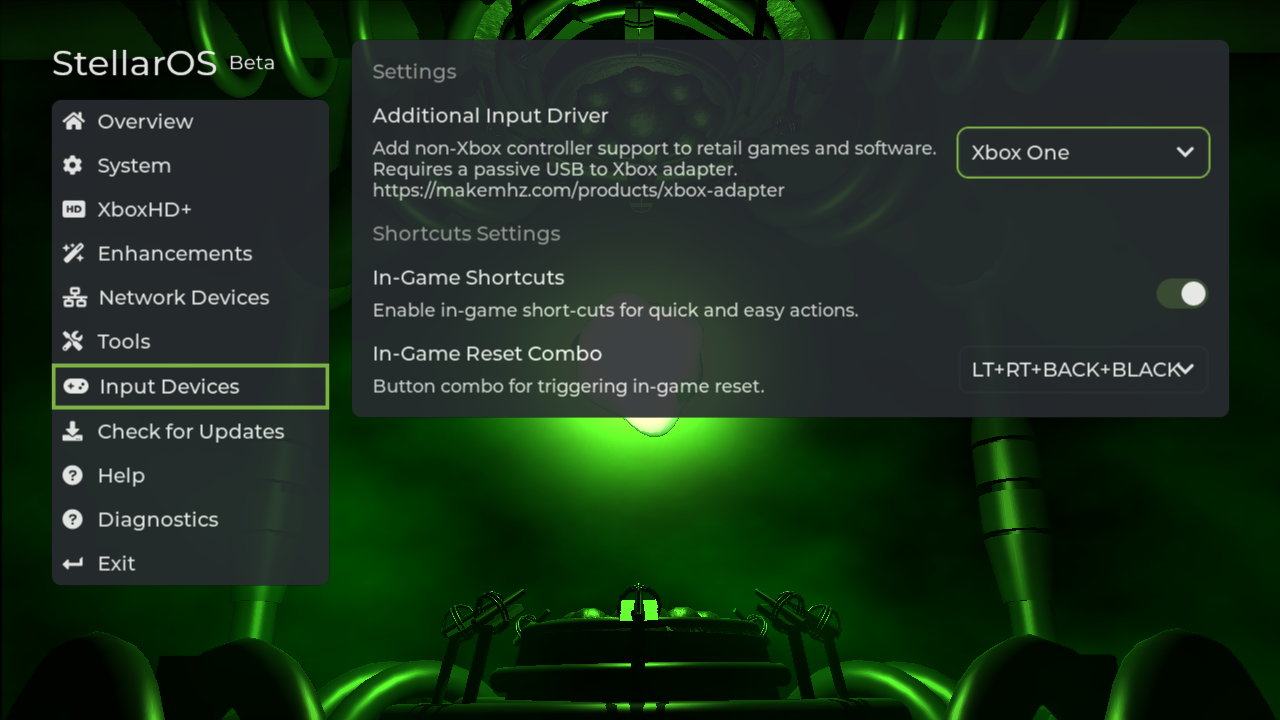 StellarOS Beta
Overview
System
HD XboxHD+
Enhancements
Network Devices
Tools
Input Devices
Check for Updates
? Help
? Diagnostics
Exit
Settings
Additional Input Driver
Add non-Xbox controller support to retail games and software.
Requires a passive USB to Xbox adapter.
https://makemhz.com/products/xbox-adapter
Xbox One
Shortcuts Settings
In-Game Shortcuts
Enable in-game short-cuts for quick and easy actions.
In-Game Reset Combo
Button combo for triggering in-game reset.
LT+RT+BACK+BLACK